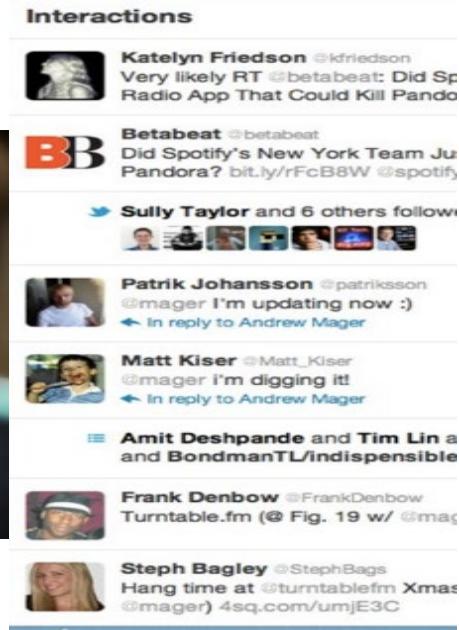 Interactions
Katelyn Friedson @kfriedson
Very likely RT @betabeat: Did Sp
Radio App That Could Kill Pando
BB
Betabeat @betabeat
Did Spotify's New York Team Ju
Pandora? bit.ly/rFcB8W @spotify
Sully Taylor and 6 others followe
Patrik Johansson @patriksson
@mager I'm updating now :)
In reply to Andrew Mager
Matt Kiser @Matt_Kiser
@mager i'm digging it!
In reply to Andrew Mager
Amit Deshpande and Tim Lin a
and BondmanTL/indispensible
Frank Denbow @FrankDenbow
Turntable.fm (@ Fig. 19 w/ @mag
Steph Bagley @StephBags
Hang time at @turntablefm Xmas
@mager) 4sq.com/umjE3C